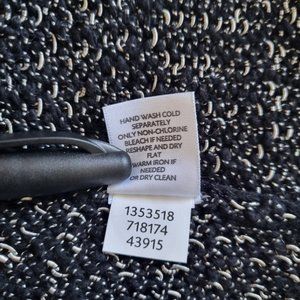 HAND WASH COLD
SEPARATELY
ONLY NON-CHLORINE
BLEACH IF NEEDED
RESHAPE AND DRY
FLAT
WARM IRON IF
NEEDED
OR DRY CLEAN
1353518
718174
43915